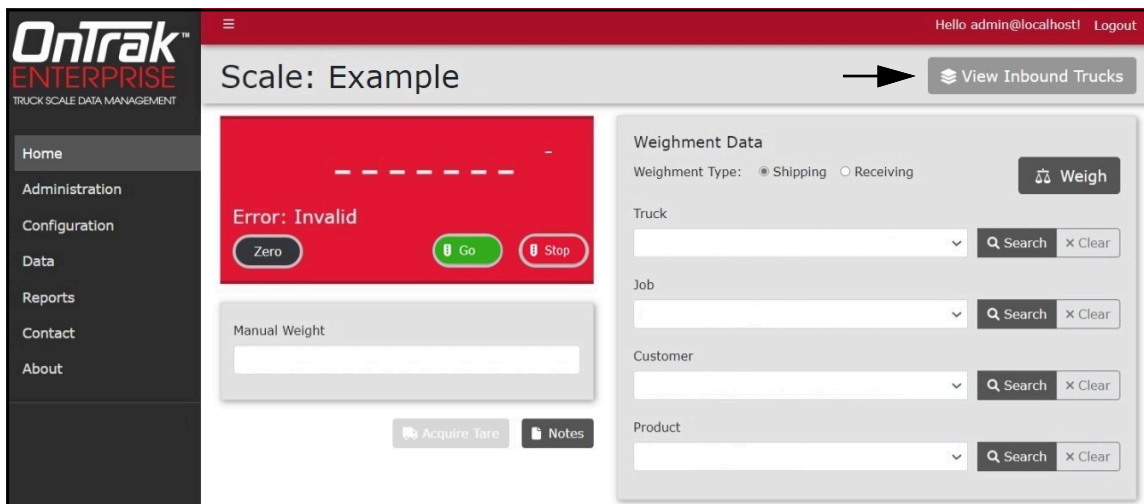 OnTrak™
ENTERPRISE
TRUCK SCALE DATA MANAGEMENT
Home
Administration
Configuration
Data
Reports
Contact
About
Hello admin@localhost! Logout
Scale: Example
View Inbound Trucks
-
- - - - - - -
Error: Invalid
Zero Go Stop
Manual Weight
Acquire Tare Notes
Weighment Data
Weighment Type: Shipping Receiving
Weigh
Truck
Search × Clear
Job
Search × Clear
Customer
Search × Clear
Product
Search × Clear